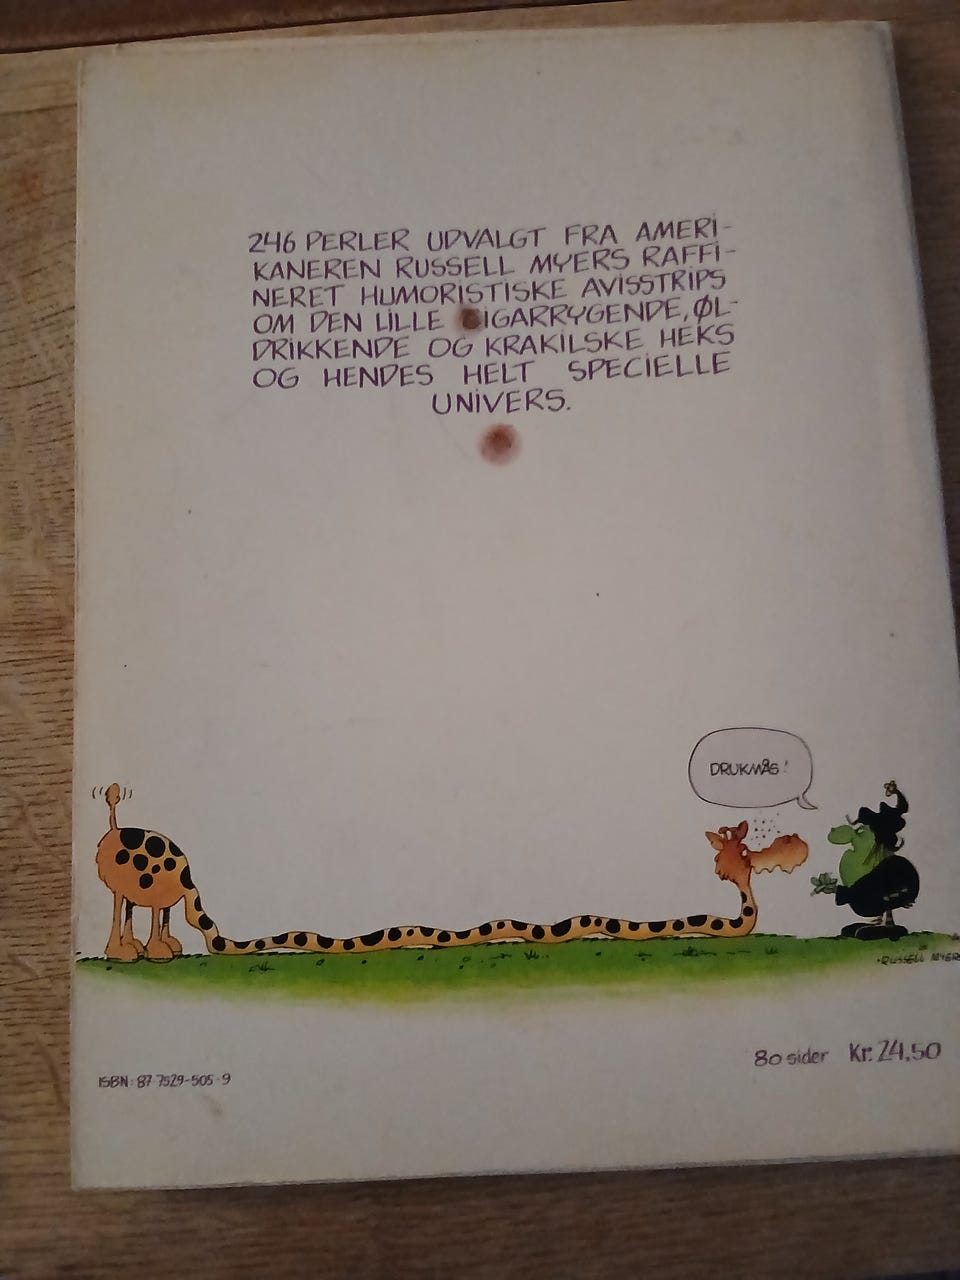 246 PERLER UDVALGT FRA AMERI-
KANEREN RUSSELL MYERS RAFFI-
NERET HUMORISTISKE AVISSTRIPS
OM DEN LILLE CIGARRYGENDE, ØL-
DRIKKENDE OG KRAKILSKE HEKS
OG HENDES HELT SPECIELLE
UNIVERS.
DRUKMÅS!
RUSSELL MYERS
80 sider Kr. 24.50
ISBN: 87 7529-505-9